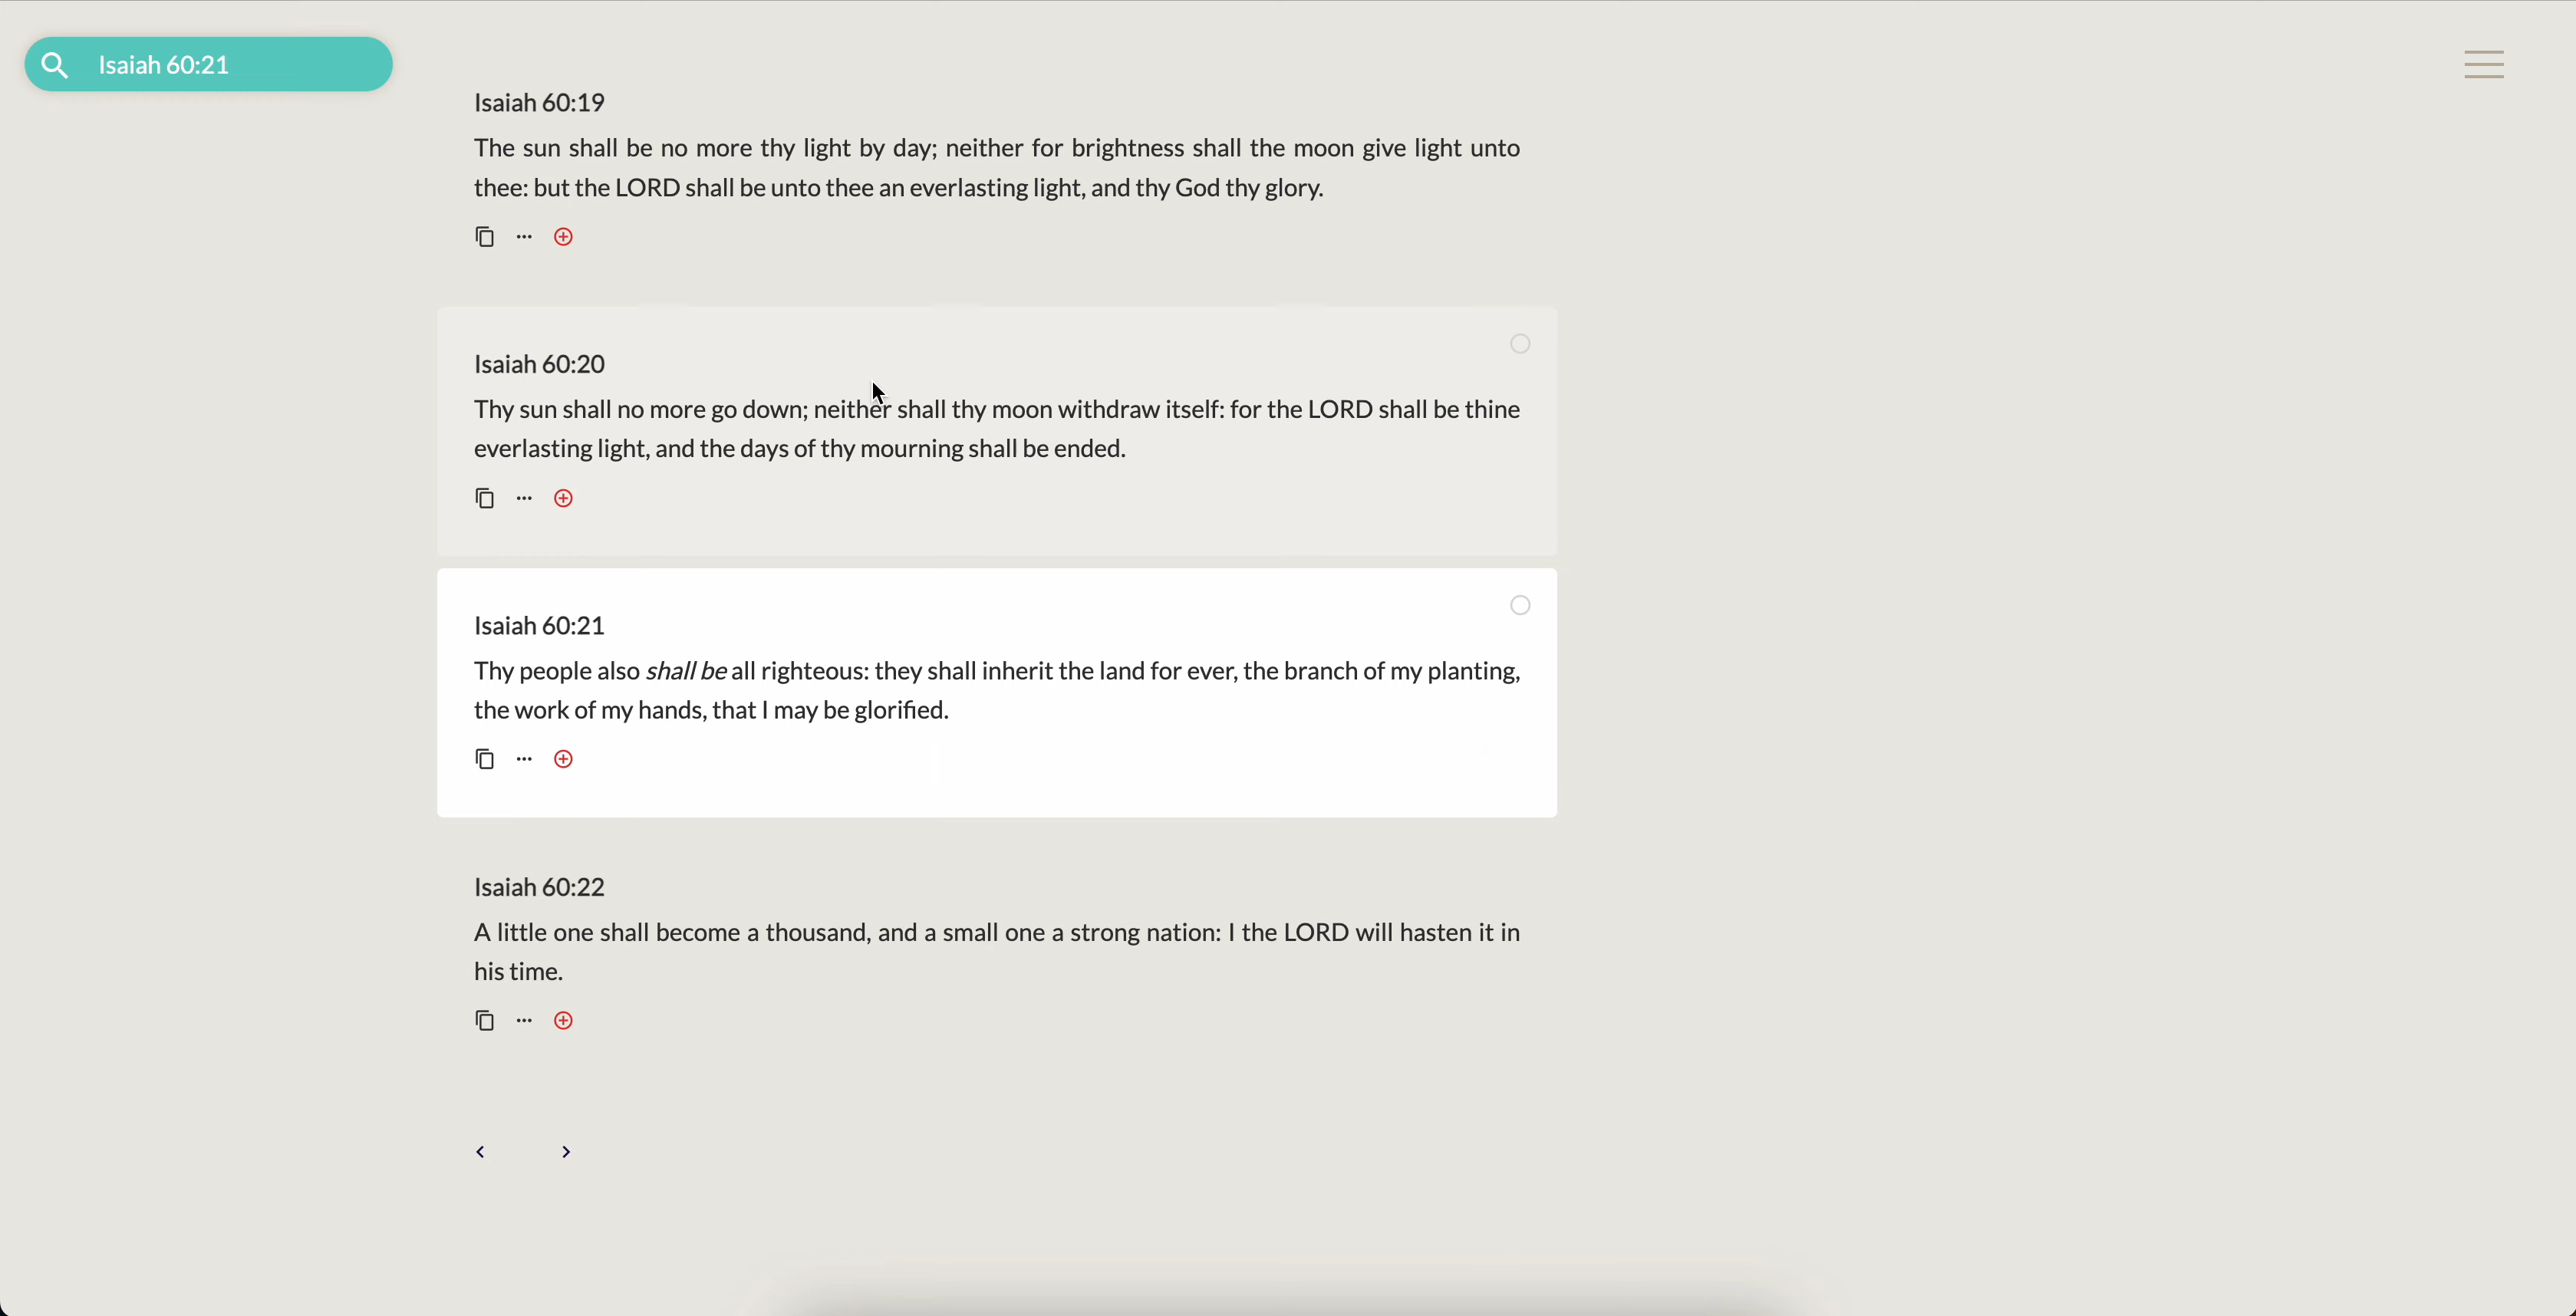 Isaiah 60:21
Isaiah 60:19
The sun shall be no more thy light by day; neither for brightness shall the moon give light unto
thee: but the LORD shall be unto thee an everlasting light, and thy God thy glory.
Isaiah 60:20
Thy sun shall no more go down; neither shall thy moon withdraw itself: for the LORD shall be thine
everlasting light, and the days of thy mourning shall be ended.
Isaiah 60:21
Thy people also shall be all righteous: they shall inherit the land for ever, the branch of my planting,
the work of my hands, that I may be glorified.
Isaiah 60:22
A little one shall become a thousand, and a small one a strong nation: I the LORD will hasten it in
his time.